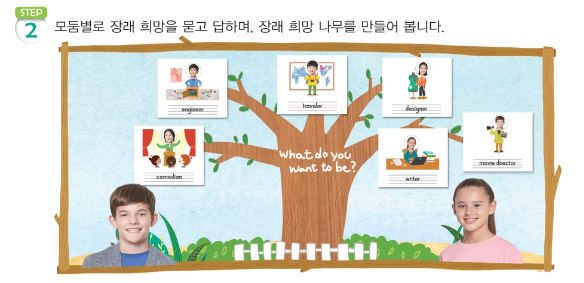 STEP
2
모둠별로 장래 희망을 묻고 답하며, 장래 희망 나무를 만들어 봅니다.
engineer
traveler
designer
comedian
What do you
want to be?
writer
movie director